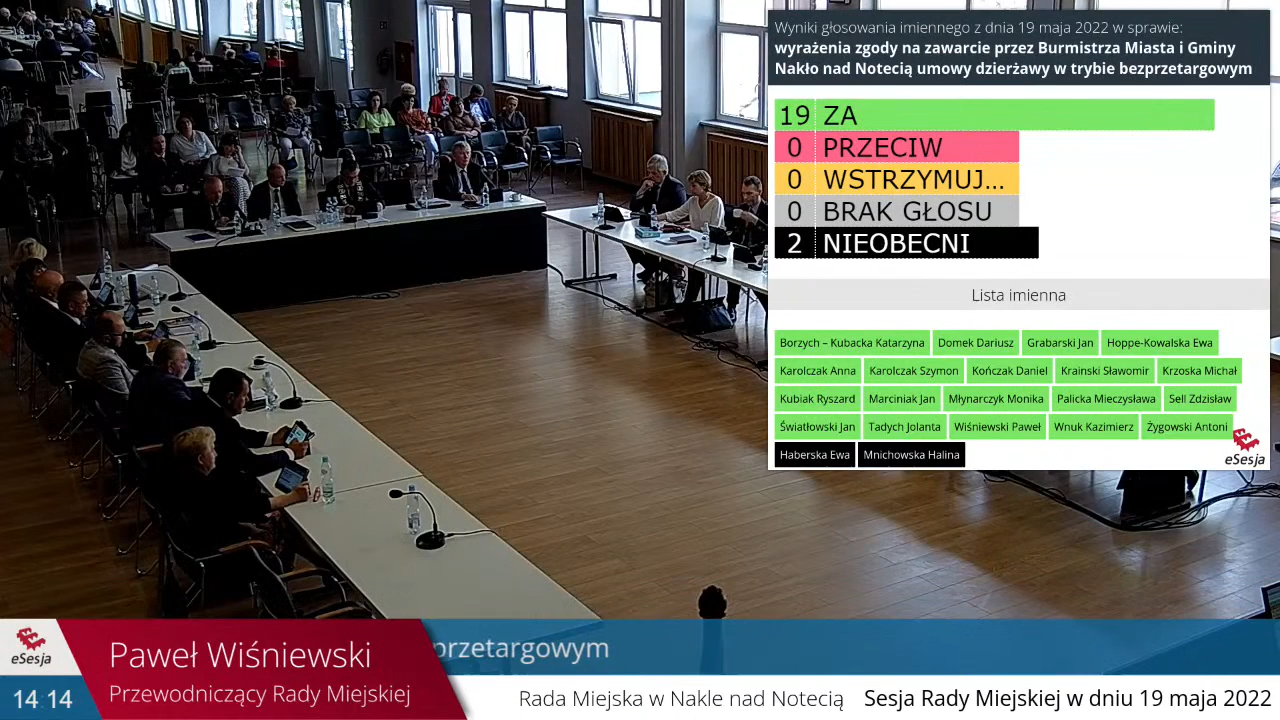 Wyniki głosowania imiennego z dnia 19 maja 2022 w sprawie:
wyrażenia zgody na zawarcie przez Burmistrza Miasta i Gminy
Nakło nad Notecią umowy dzierżawy w trybie bezprzetargowym
19 ZA
0 PRZECIW
0 WSTRZYMUJ...
0 BRAK GŁOSU
2 NIEOBECNI
Lista imienna
Borzych – Kubacka Katarzyna Domek Dariusz Grabarski Jan Hoppe-Kowalska Ewa
Karolczak Anna Karolczak Szymon Kończak Daniel Krainski Sławomir Krzoska Michał
Kubiak Ryszard Marciniak Jan Młynarczyk Monika Palicka Mieczysława Sell Zdzisław
Światłowski Jan Tadych Jolanta Wiśniewski Paweł Wnuk Kazimierz Żygowski Antoni
Haberska Ewa Mnichowska Halina
eSesja
eSesja
Paweł Wiśniewski
przetargowym
14:14
Przewodniczący Rady Miejskiej
Rada Miejska w Nakle nad Notecią Sesja Rady Miejskiej w dniu 19 maja 2022